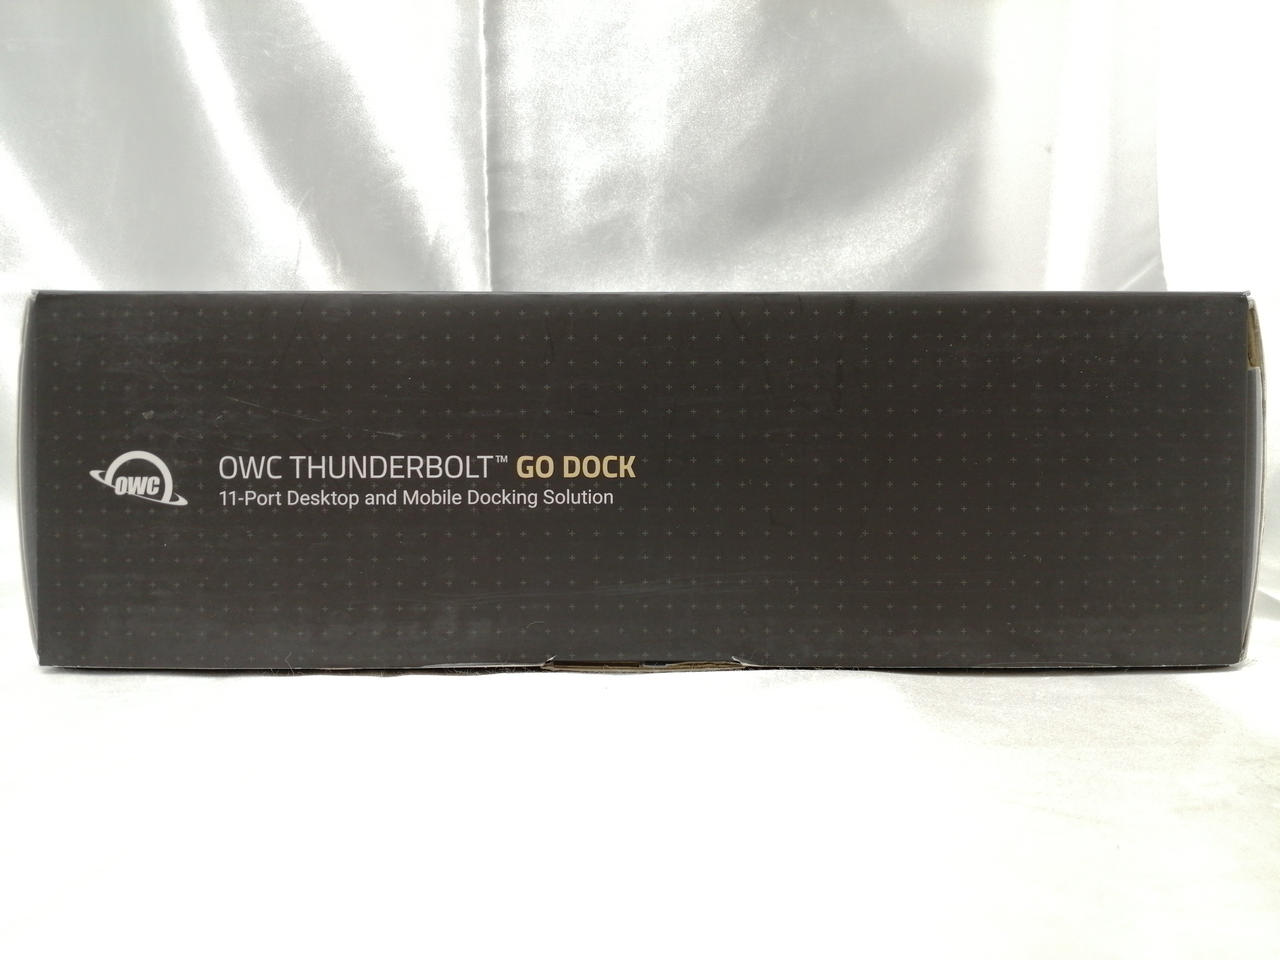 OWC
OWC THUNDERBOLT™ GO DOCK
11-Port Desktop and Mobile Docking Solution